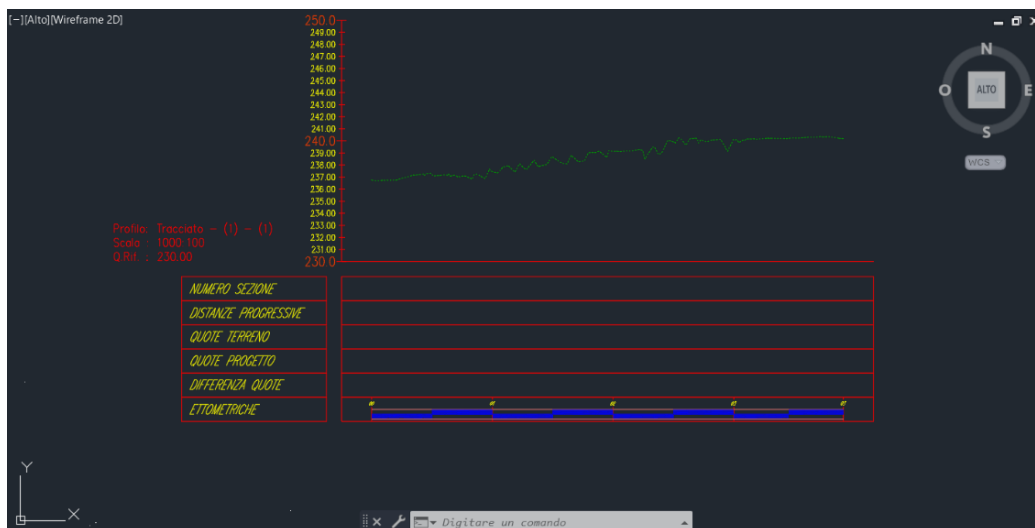 [-][Alto][Wireframe 2D]
250.0
249.00
248.00
247.00
246.00
245.00
244.00
243.00
242.00
241.00
240.0
239.00
238.00
237.00
236.00
235.00
234.00
233.00
232.00
231.00
230.0
N
O
ALTO
E
S
WCS
Profilo: Tracciato - (1) - (1)
Scala : 1000:100
Q.Rif. : 230.00
NUMERO SEZIONE
DISTANZE PROGRESSIVE
QUOTE TERRENO
QUOTE PROGETTO
DIFFERENZA QUOTE
ETTOMETRICHE
Y
X
Digitare un comando